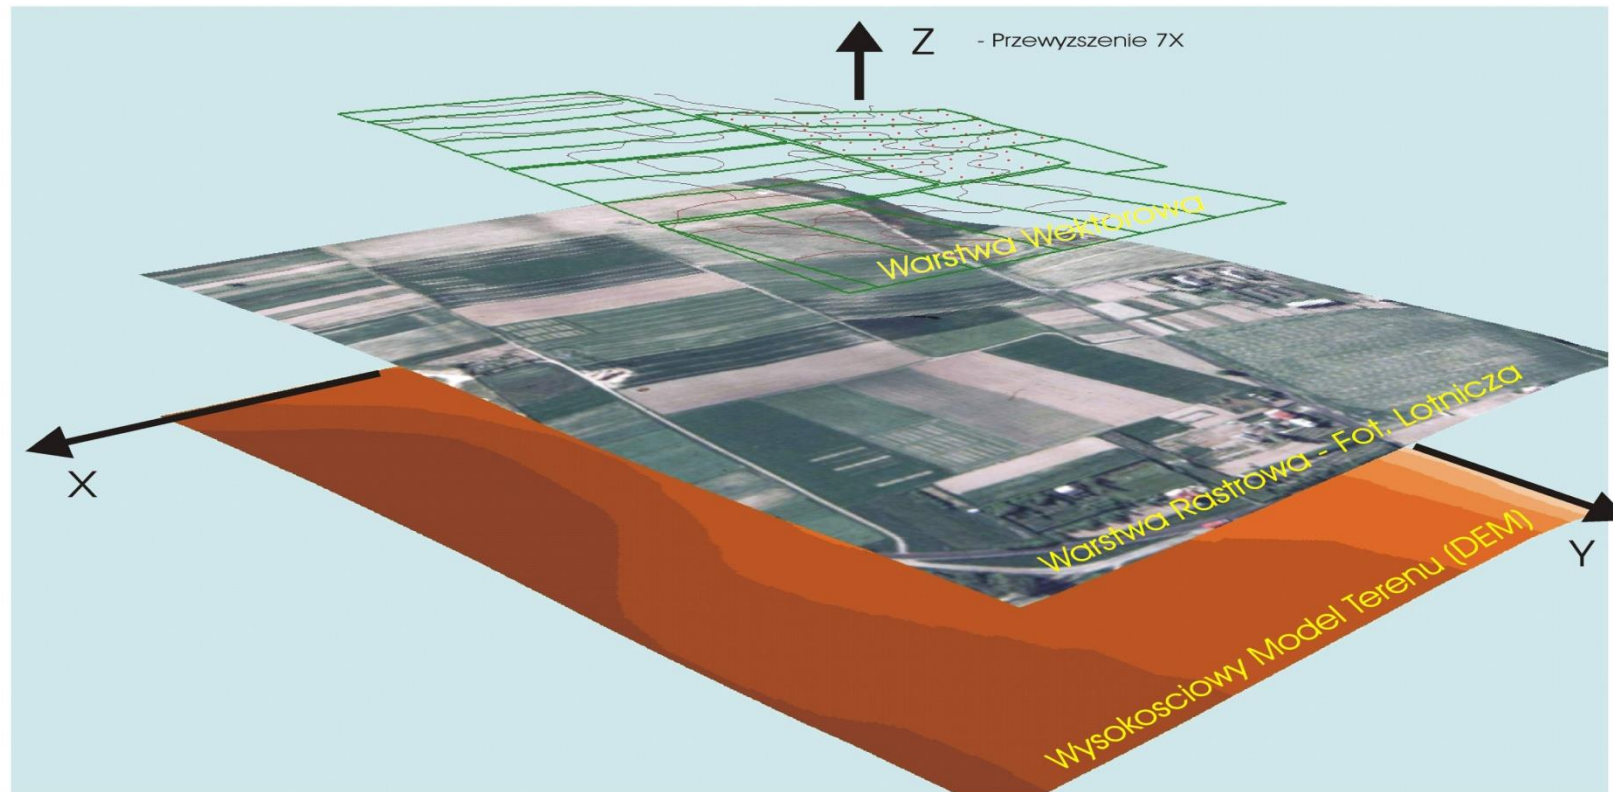 Z - Przewyzszenie 7X
Warstwa Wektorowa
Warstwa Rastrowa - Fot. Lotnicza
X
Wysokosciowy Model Terenu (DEM)
Y